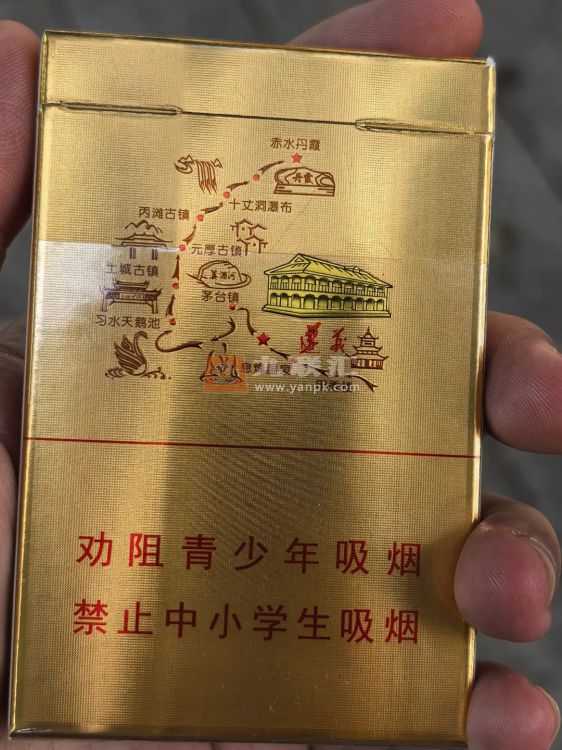 赤水丹霞
丹霞
十丈洞瀑布
丙滩古镇
元厚古镇
土城古镇
茅台镇
习水天鹅池
遵义
www.yanpk.com
劝阻青少年吸烟
禁止中小学生吸烟